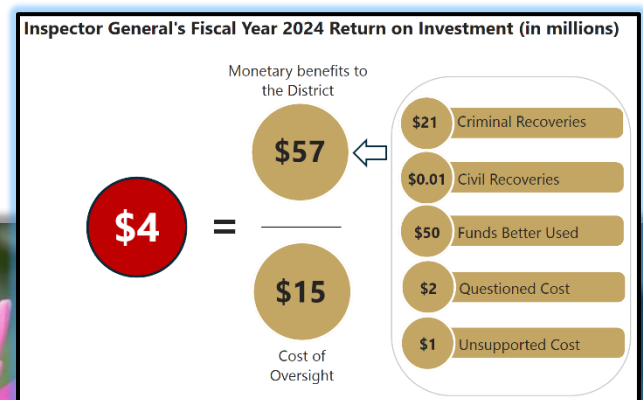 Inspector General's Fiscal Year 2024 Return on Investment (in millions)
Monetary benefits to
the District
$57
$4
=
$15
Cost of
Oversight
$21 Criminal Recoveries
$0.01 Civil Recoveries
$50 Funds Better Used
$2 Questioned Cost
$1 Unsupported Cost